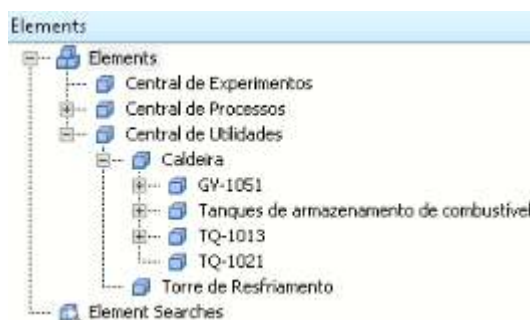 Elements
Elements
Central de Experimentos
Central de Processos
Central de Utilidades
Caldeira
GV-1051
Tanques de armazenamento de combustível
TQ-1013
TQ-1021
Torre de Resfriamento
Element Searches